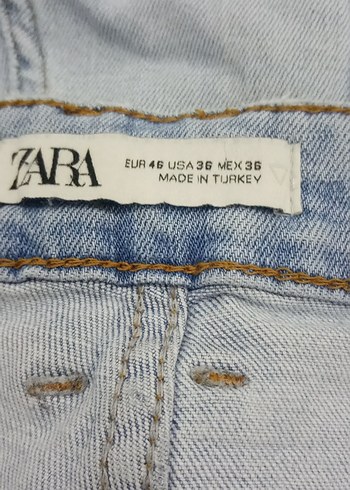 ZARA
EUR 46 USA 36 MEX 36
MADE IN TURKEY